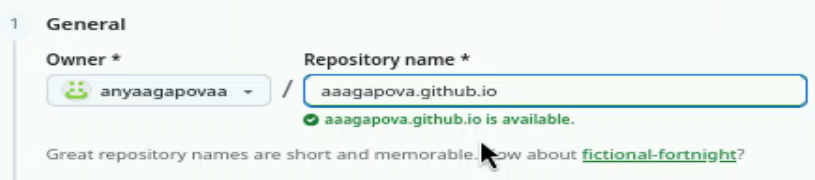 1 General
Owner * Repository name *
anyaagapovaa / aaagapova.github.io
aaagapova.github.io is available.
Great repository names are short and memorable. ow about fictional-fortnight?